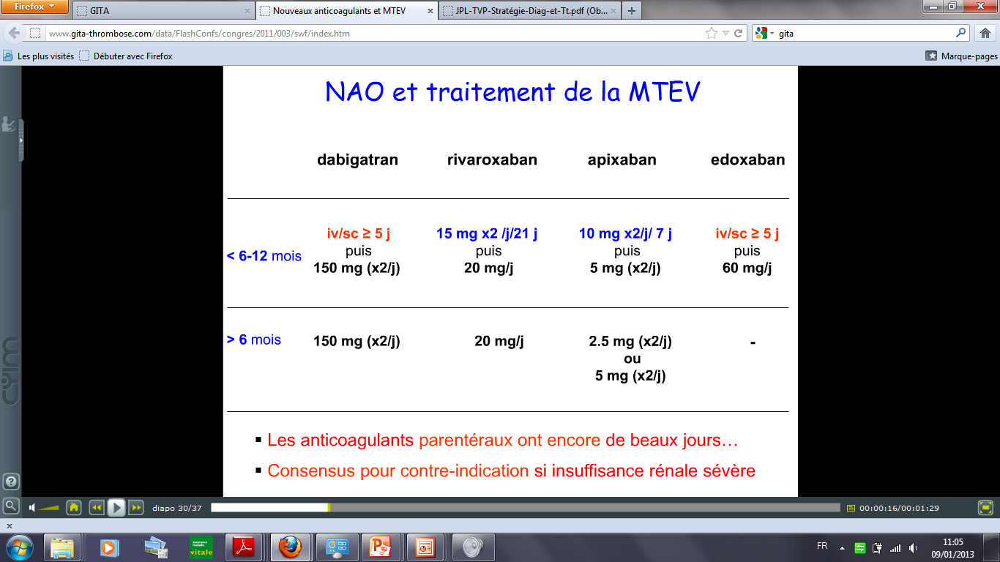 Firefox
GITA
Nouveaux anticoagulants et MTEV
JPL-TVP-Stratégie-Diag-et-Tt.pdf (Ob...
www.gita-thrombose.com/data/FlashConfs/congres/2011/003/swf/index.htm
gita
Les plus visités
Débuter avec Firefox
Marque-pages
NAO et traitement de la MTEV
dabigatran rivaroxaban apixaban edoxaban
iv/sc ≥ 5 j 15 mg x2 /j/21 j 10 mg x2/j/ 7 j iv/sc ≥ 5 j
< 6-12 mois puis puis puis puis
150 mg (x2/j) 20 mg/j 5 mg (x2/j) 60 mg/j
> 6 mois 150 mg (x2/j) 20 mg/j 2.5 mg (x2/j) -
ou
5 mg (x2/j)
▪ Les anticoagulants parentéraux ont encore de beaux jours…
▪ Consensus pour contre-indication si insuffisance rénale sévère
cyim
diapo 30/37
00:00:16/00:01:29
x
assurance
maladie
vitale
FR
11:05
09/01/2013